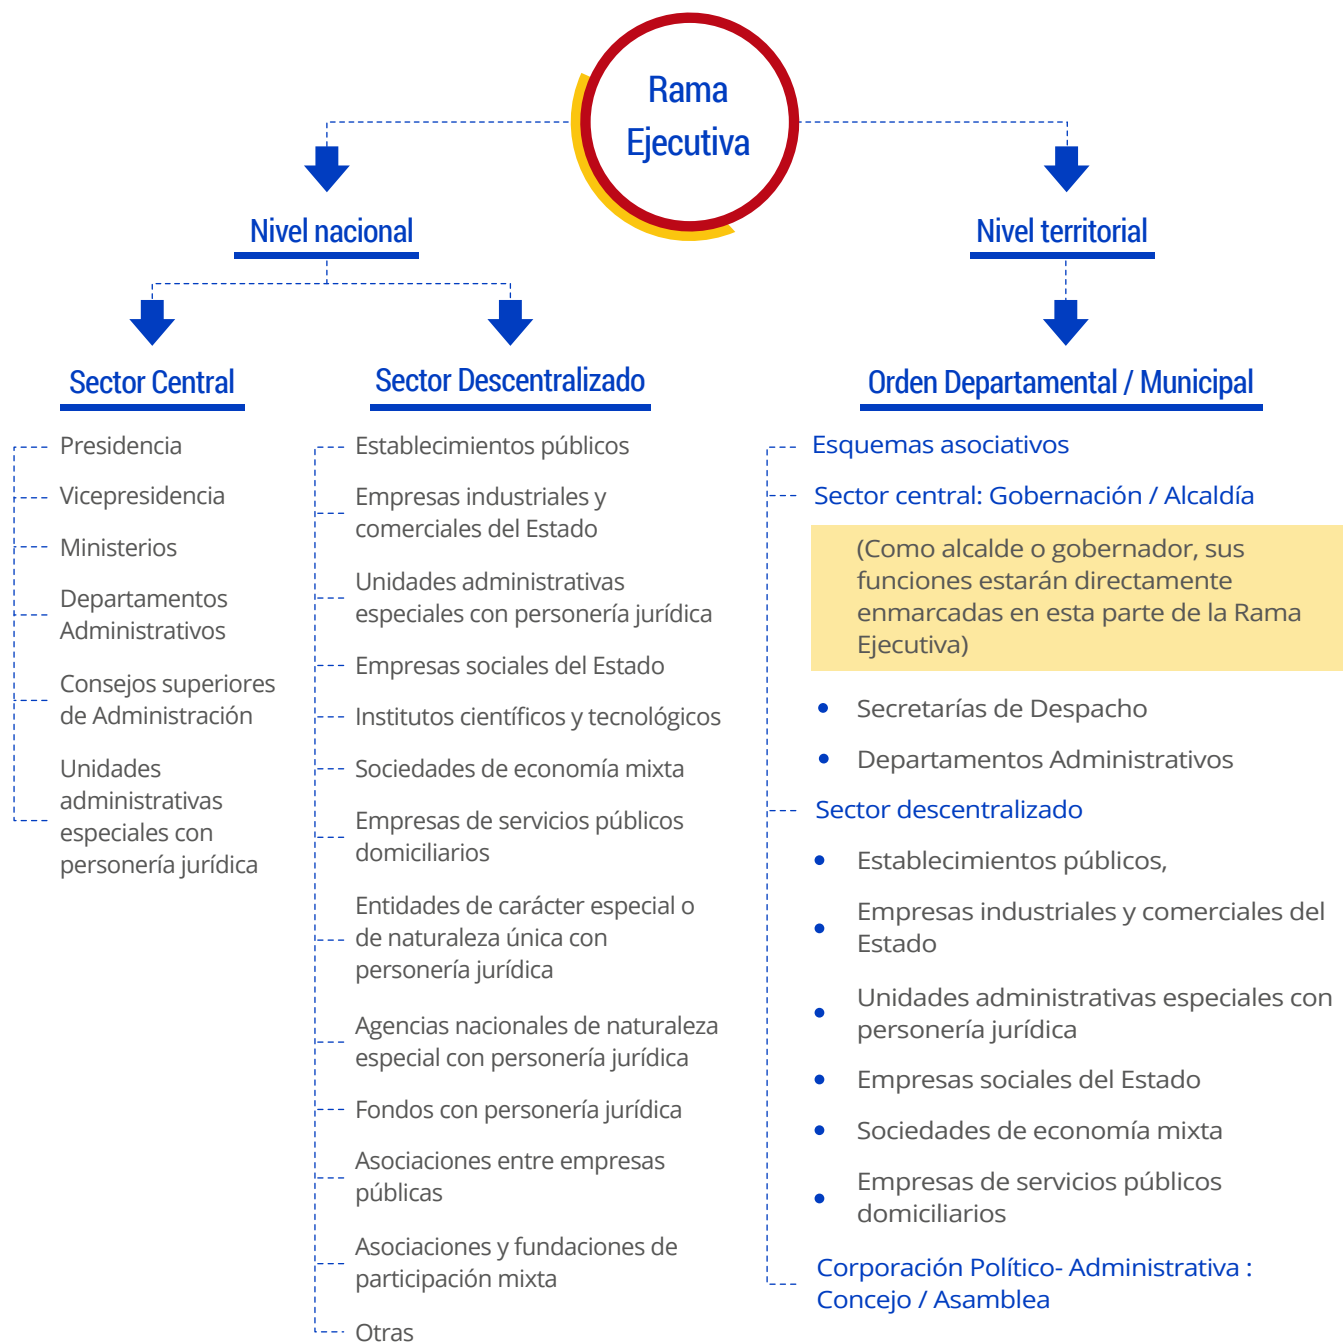 Rama
Ejecutiva
Nivel nacional
Nivel territorial
Sector Central
Presidencia
Vicepresidencia
Ministerios
Departamentos
Administrativos
Consejos superiores
de Administración
Unidades
administrativas
especiales con
personería jurídica
Sector Descentralizado
Establecimientos públicos
Empresas industriales y
comerciales del Estado
Unidades administrativas
especiales con personería jurídica
Empresas sociales del Estado
Institutos científicos y tecnológicos
Sociedades de economía mixta
Empresas de servicios públicos
domiciliarios
Entidades de carácter especial o
de naturaleza única con
personería jurídica
Agencias nacionales de naturaleza
especial con personería jurídica
Fondos con personería jurídica
Asociaciones entre empresas
públicas
Asociaciones y fundaciones de
participación mixta
Otras
Orden Departamental / Municipal
Esquemas asociativos
Sector central: Gobernación / Alcaldía
(Como alcalde o gobernador, sus
funciones estarán directamente
enmarcadas en esta parte de la Rama
Ejecutiva)
Secretarías de Despacho
Departamentos Administrativos
Sector descentralizado
Establecimientos públicos,
Empresas industriales y comerciales del
Estado
Unidades administrativas especiales con
personería jurídica
Empresas sociales del Estado
Sociedades de economía mixta
Empresas de servicios públicos
domiciliarios
Corporación Político- Administrativa :
Concejo / Asamblea